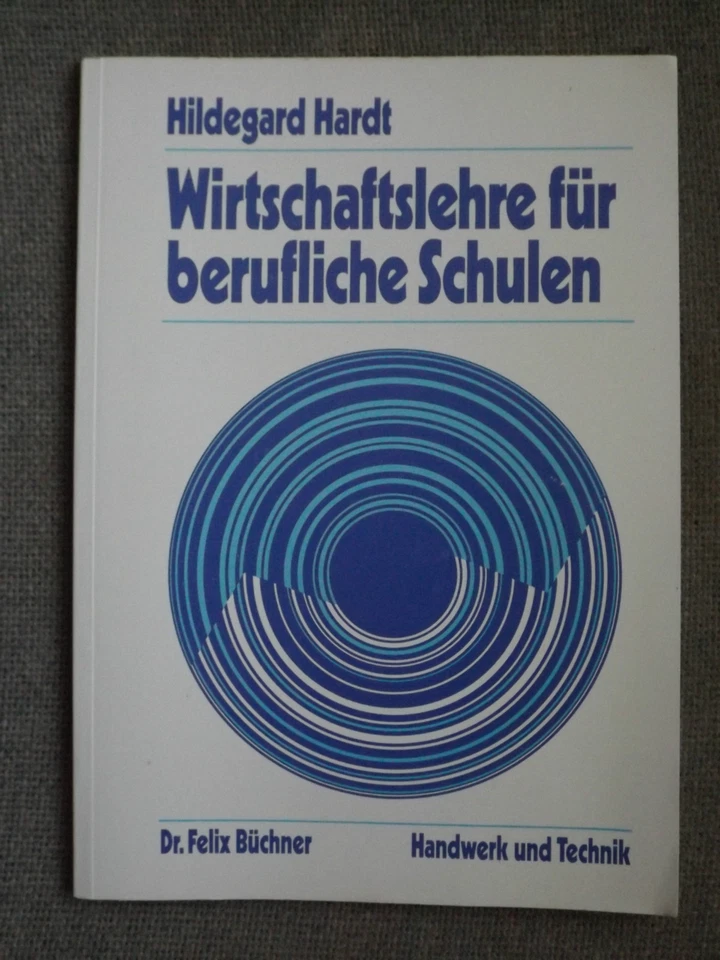 Hildegard Hardt
Wirtschaftslehre für
berufliche Schulen
Dr. Felix Büchner
Handwerk und Technik